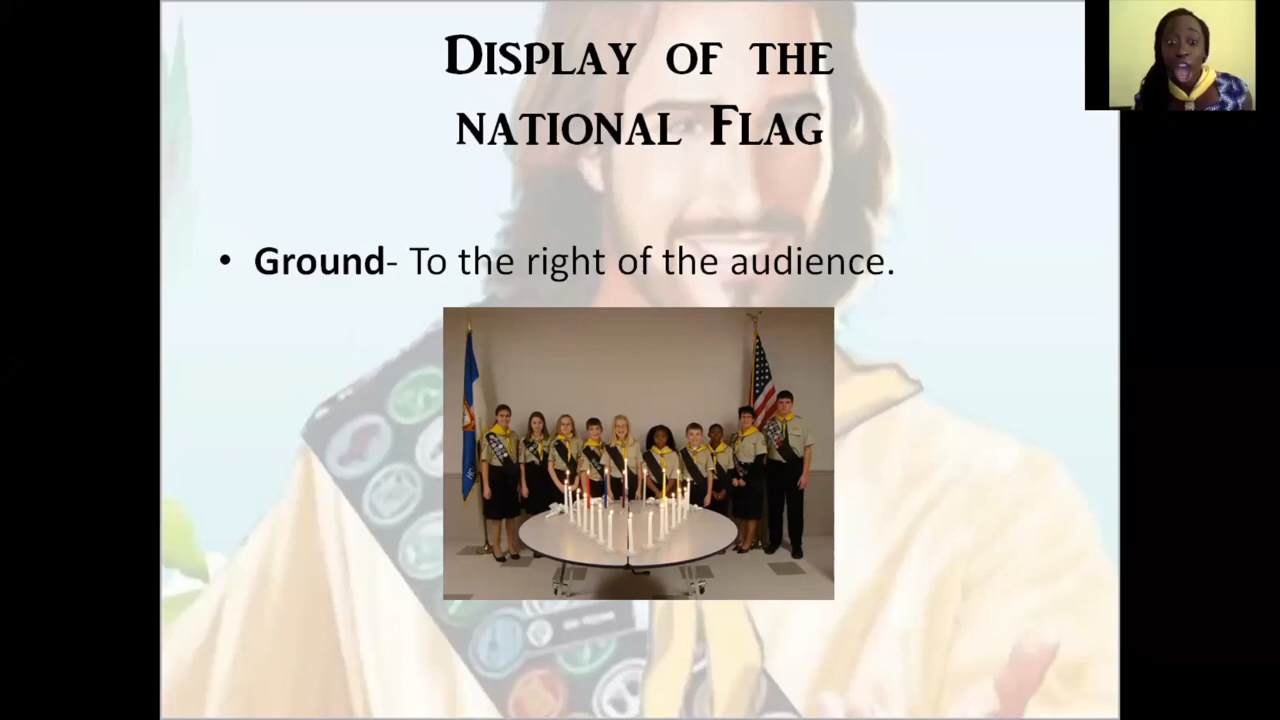 Display of the
national Flag
• Ground- To the right of the audience.